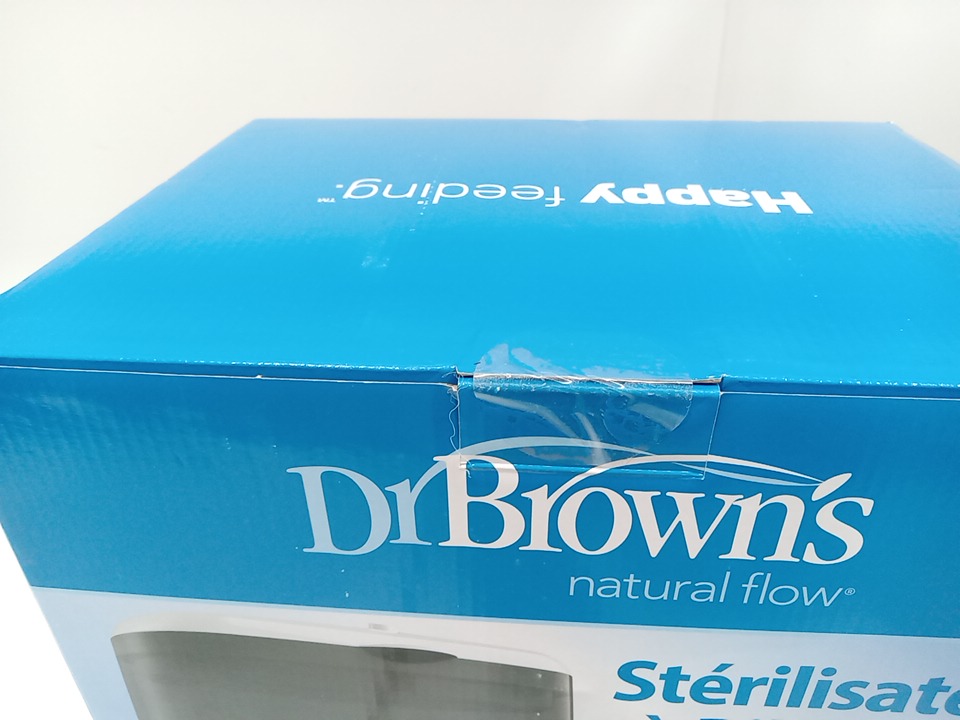 Happy feeding.™
Dr Brown's
natural flow®
à